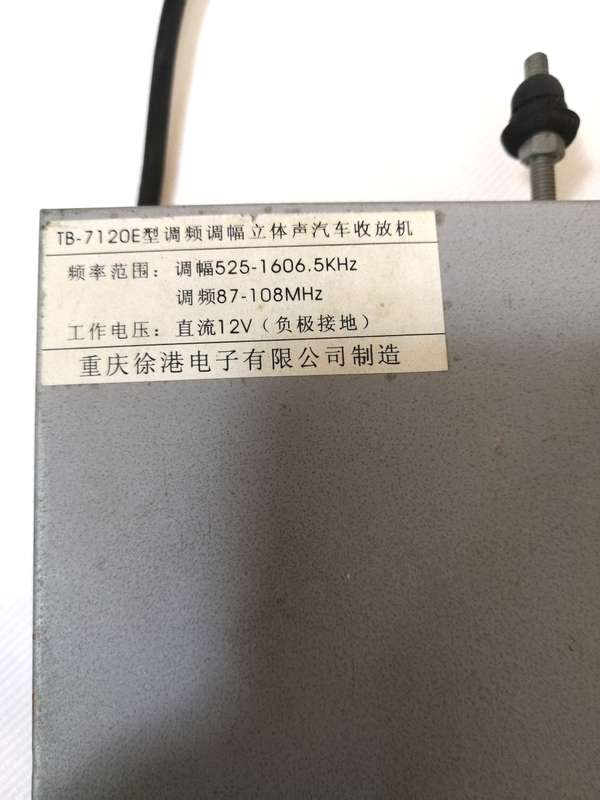 TB-7120E型调频调幅立体声汽车收放机
频率范围：调幅525-1606.5KHz
调频87-108MHz
工作电压：直流12V（负极接地）
重庆徐港电子有限公司制造